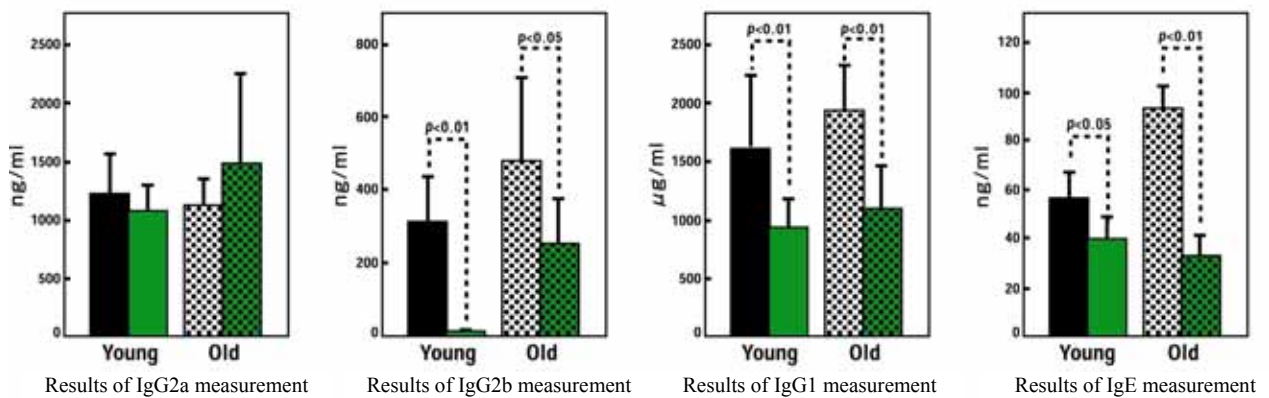 2500
2000
1500
1000
500
0
ng/ml
Young Old
Results of IgG2a measurement
800
600
400
200
0
ng/ml
p<0.05
p<0.01
Young Old
Results of IgG2b measurement
2500
2000
1500
1000
500
0
μg/ml
p<0.01 p<0.01
Young Old
Results of IgG1 measurement
120
100
80
60
40
20
0
ng/ml
p<0.01
p<0.05
Young Old
Results of IgE measurement